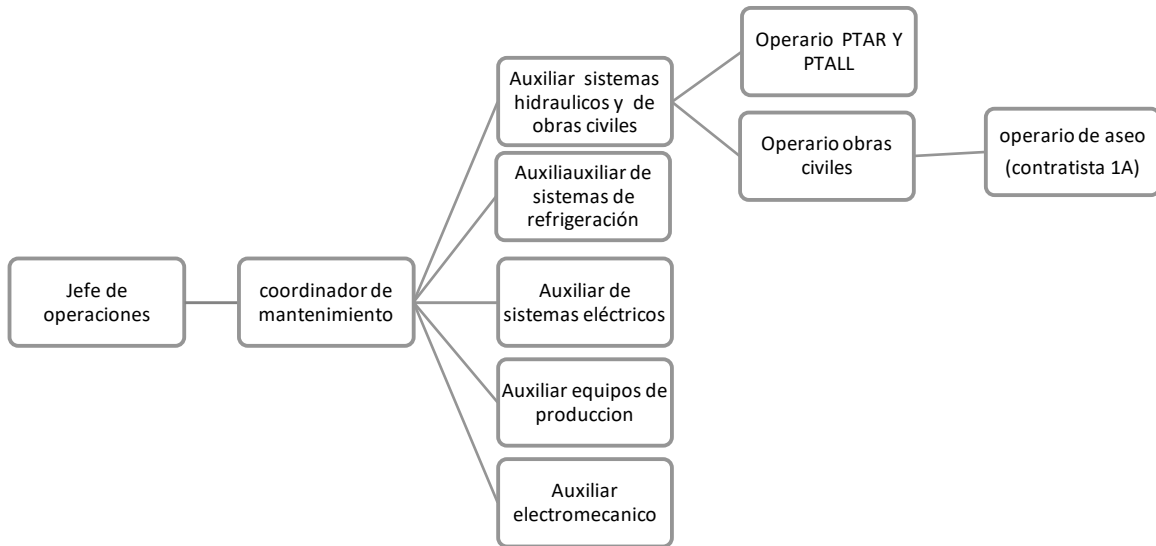 Jefe de
operaciones
coordinador de
mantenimiento
Auxiliar sistemas
hidraulicos y de
obras civiles
Auxiliauxiliar de
sistemas de
refrigeración
Auxiliar de
sistemas eléctricos
Auxiliar equipos de
produccion
Auxiliar
electromecanico
Operario PTAR Y
PTALL
Operario obras
civiles
operario de aseo
(contratista 1A)